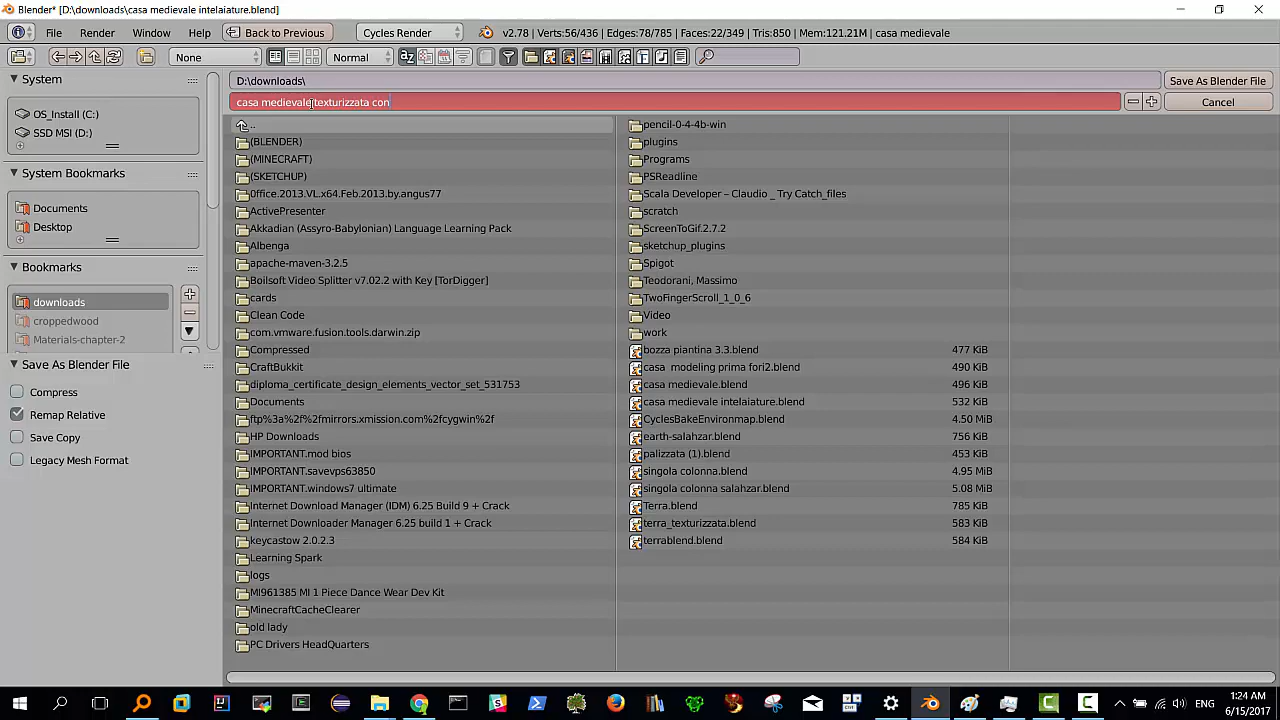 Blender* [D:\downloads\casa medievale intelaiature.blend]
File Render Window Help Back to Previous Cycles Render v2.78 | Verts:56/436 | Edges:78/785 | Faces:22/349 | Tris:850 | Mem:121.21M | casa medievale
None Normal
System
OS_Install (C:)
SSD MSI (D:)
System Bookmarks
Documents
Desktop
Bookmarks
downloads
croppedwood
Materials-chapter-2
Save As Blender File
Compress
Remap Relative
Save Copy
Legacy Mesh Format
D:\downloads\
Save As Blender File
casa medievale texturizzata con
Cancel
..
(BLENDER)
(MINECRAFT)
(SKETCHUP)
0ffice.2013.VL.x64.Feb.2013.by.angus77
ActivePresenter
Akkadian (Assyro-Babylonian) Language Learning Pack
Albenga
apache-maven-3.2.5
Boilsoft Video Splitter v7.02.2 with Key [TorDigger]
cards
Clean Code
com.vmware.fusion.tools.darwin.zip
Compressed
CraftBukkit
diploma_certificate_design_elements_vector_set_531753
Documents
ftp%3a%2f%2fmirrors.xmission.com%2fcygwin%2f
HP Downloads
IMPORTANT.mod bios
IMPORTANT.savevps63850
IMPORTANT.windows7 ultimate
Internet Download Manager (IDM) 6.25 Build 9 + Crack
Internet Downloader Manager 6.25 build 1 + Crack
keycastow 2.0.2.3
Learning Spark
logs
MI961385 MI 1 Piece Dance Wear Dev Kit
MinecraftCacheClearer
old lady
PC Drivers HeadQuarters
pencil-0-4-4b-win
plugins
Programs
PSReadline
Scala Developer – Claudio _ Try Catch_files
scratch
ScreenToGif.2.7.2
sketchup_plugins
Spigot
Teodorani, Massimo
TwoFingerScroll_1_0_6
Video
work
bozza piantina 3.3.blend 477 KiB
casa  modeling prima fori2.blend 490 KiB
casa medievale.blend 496 KiB
casa medievale intelaiature.blend 532 KiB
CyclesBakeEnvironmap.blend 4.50 MiB
earth-salahzar.blend 756 KiB
palizzata (1).blend 453 KiB
singola colonna.blend 4.95 MiB
singola colonna salahzar.blend 5.08 MiB
Terra.blend 785 KiB
terra_texturizzata.blend 583 KiB
terrablend.blend 584 KiB
ENG
1:24 AM
6/15/2017